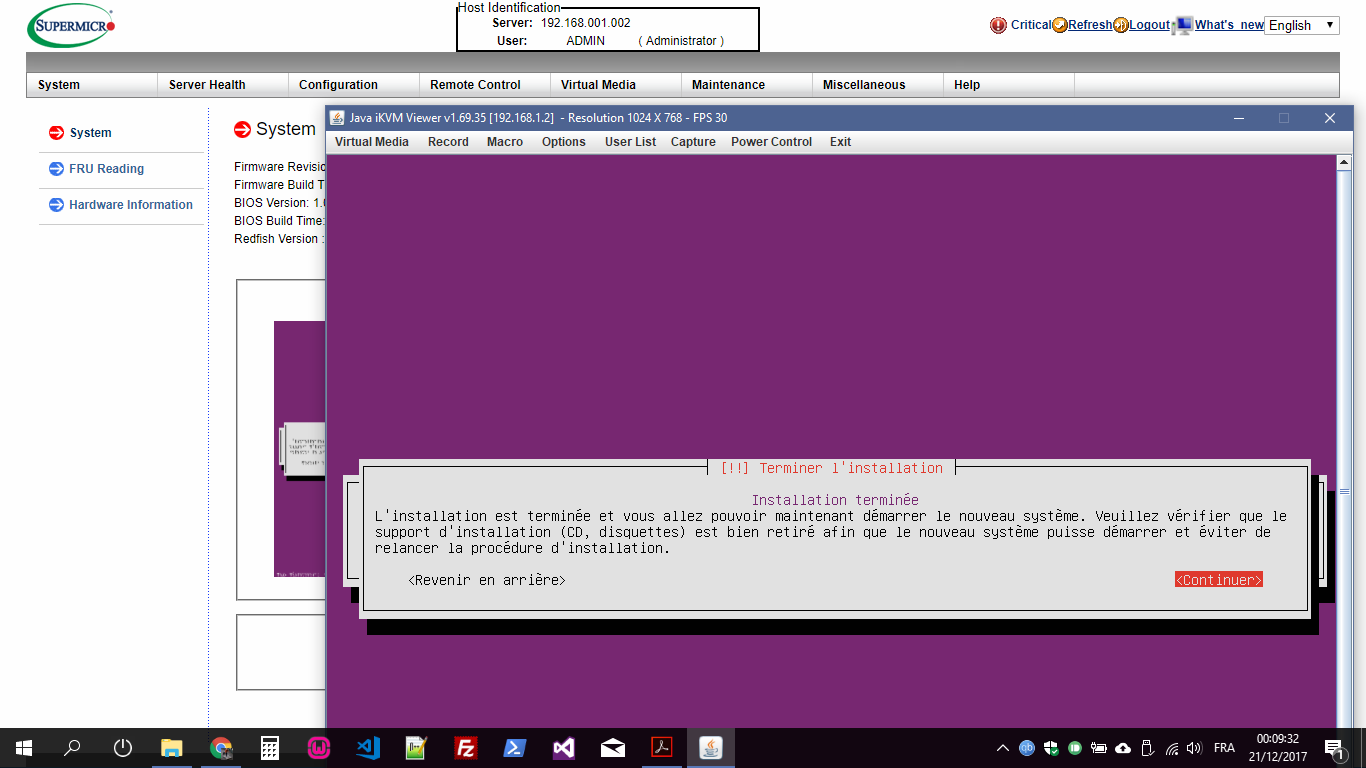 SUPERMICRO
Host Identification
Server: 192.168.001.002
User: ADMIN ( Administrator )
Critical Refresh Logout What's new English
System Server Health Configuration Remote Control Virtual Media Maintenance Miscellaneous Help
System
FRU Reading
Hardware Information
System
Firmware Revisio
Firmware Build T
BIOS Version: 1.
BIOS Build Time:
Redfish Version :
Java iKVM Viewer v1.69.35 [192.168.1.2] - Resolution 1024 X 768 - FPS 30
Virtual Media Record Macro Options User List Capture Power Control Exit
[!!] Terminer l'installation
Installation terminée
L'installation est terminée et vous allez pouvoir maintenant démarrer le nouveau système. Veuillez vérifier que le
support d'installation (CD, disquettes) est bien retiré afin que le nouveau système puisse démarrer et éviter de
relancer la procédure d'installation.
<Revenir en arrière> <Continuer>
FRA
00:09:32
21/12/2017
1